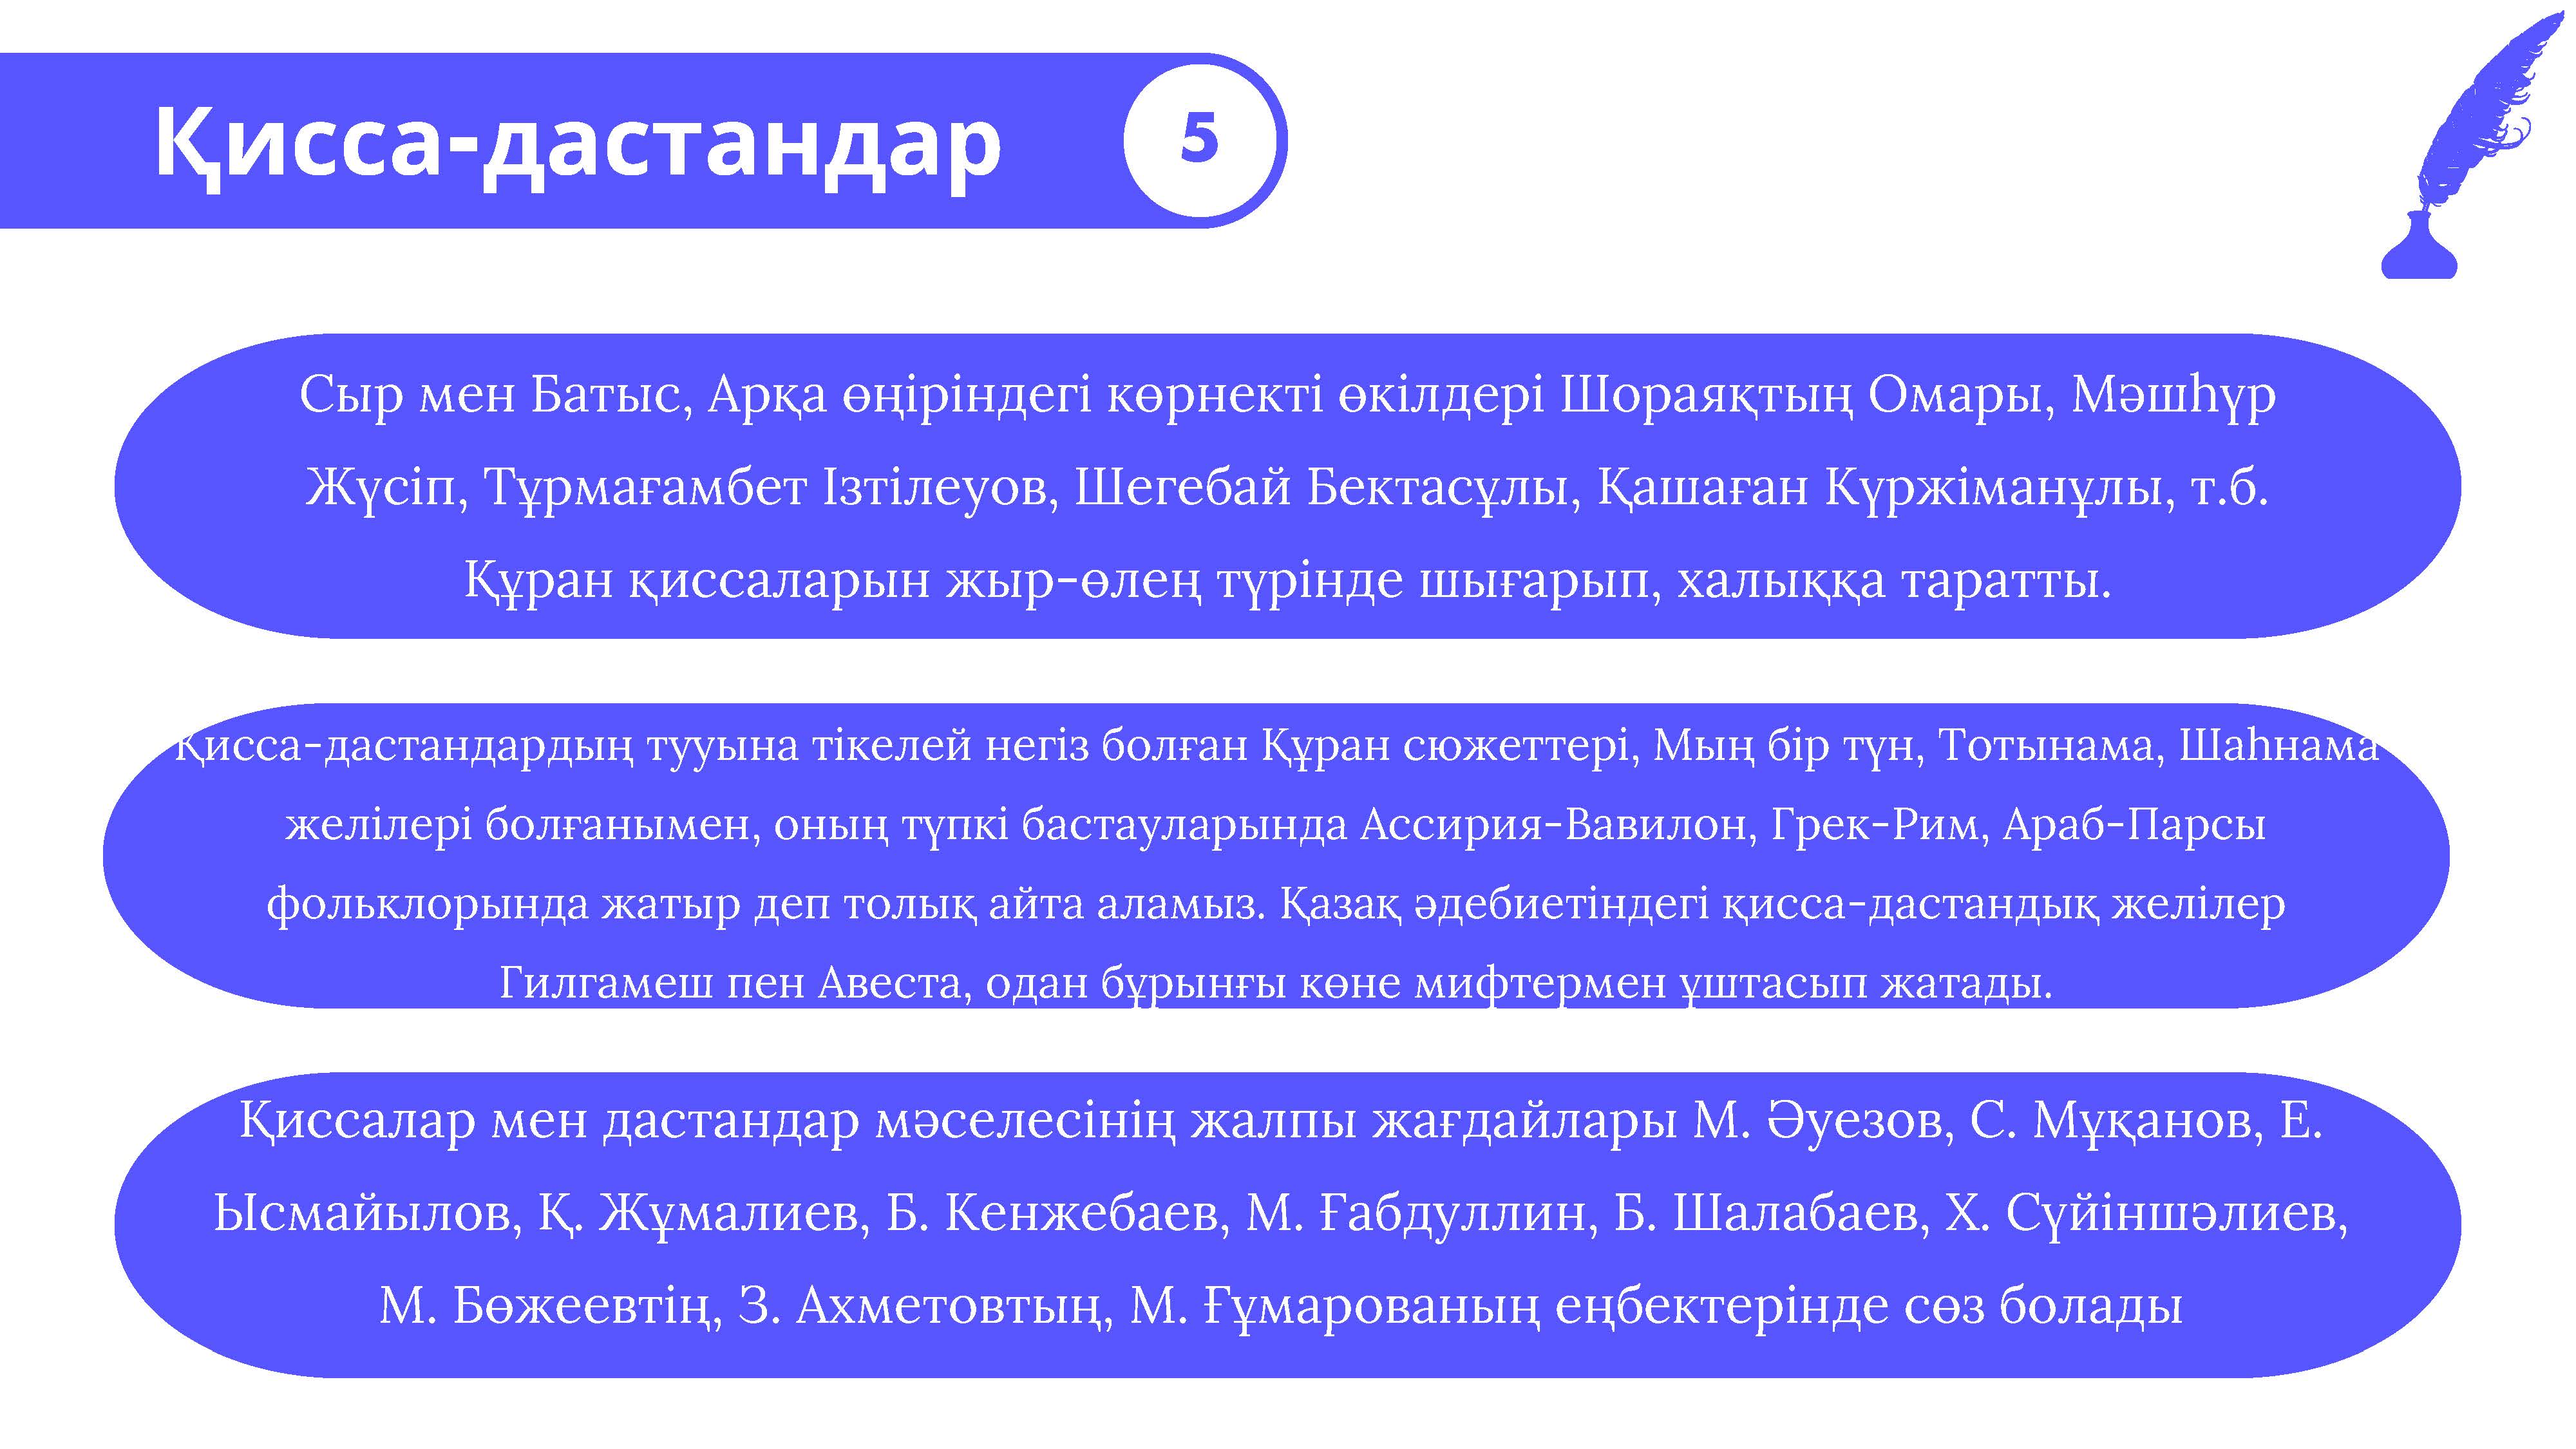 Қисса-дастандар
5
Сыр мен Батыс, Арқа өңіріндегі көрнекті өкілдері Шораяқтың Омары, Мәшһүр
Жүсіп, Тұрмағамбет Ізтілеуов, Шегебай Бектасұлы, Қашаған Күржіманұлы, т.б.
Құран қиссаларын жыр-өлең түрінде шығарып, халыққа таратты.
Қисса-дастандардың тууына тікелей негіз болған Құран сюжеттері, Мың бір түн, Тотынама, Шаһнама
желілері болғанымен, оның түпкі бастауларында Ассирия-Вавилон, Грек-Рим, Араб-Парсы
фольклорында жатыр деп толық айта аламыз. Қазақ әдебиетіндегі қисса-дастандық желілер
Гилгамеш пен Авеста, одан бұрынғы көне мифтермен ұштасып жатады.
Қиссалар мен дастандар мәселесінің жалпы жағдайлары М. Әуезов, С. Мұқанов, Е.
Ысмайылов, Қ. Жұмалиев, Б. Кенжебаев, М. Ғабдуллин, Б. Шалабаев, Х. Сүйіншәлиев,
М. Бөжеевтің, З. Ахметовтың, М. Ғұмарованың еңбектерінде сөз болады